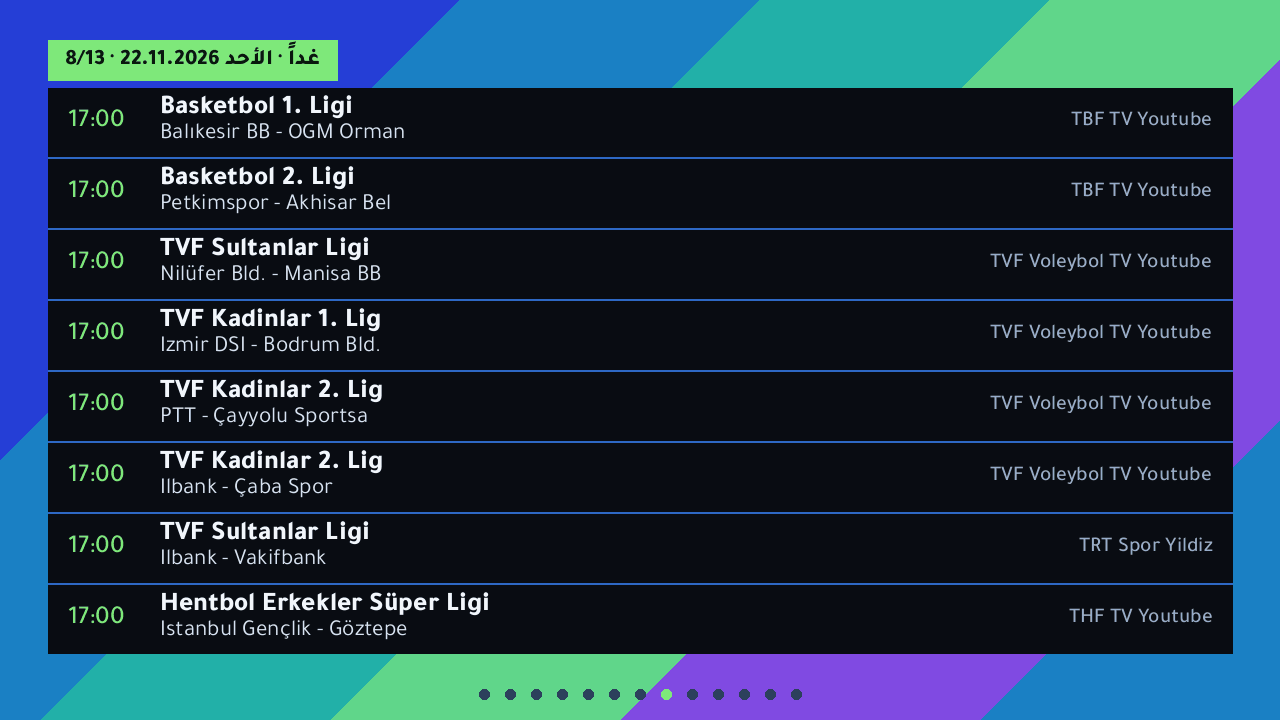 غداً · الأحد 22.11.2026 · 8/13
17:00
Basketbol 1. Ligi
Balıkesir BB - OGM Orman
TBF TV Youtube
17:00
Basketbol 2. Ligi
Petkimspor - Akhisar Bel
TBF TV Youtube
17:00
TVF Sultanlar Ligi
Nilüfer Bld. - Manisa BB
TVF Voleybol TV Youtube
17:00
TVF Kadinlar 1. Lig
Izmir DSI - Bodrum Bld.
TVF Voleybol TV Youtube
17:00
TVF Kadinlar 2. Lig
PTT - Çayyolu Sportsa
TVF Voleybol TV Youtube
17:00
TVF Kadinlar 2. Lig
Ilbank - Çaba Spor
TVF Voleybol TV Youtube
17:00
TVF Sultanlar Ligi
Ilbank - Vakifbank
TRT Spor Yildiz
17:00
Hentbol Erkekler Süper Ligi
Istanbul Gençlik - Göztepe
THF TV Youtube